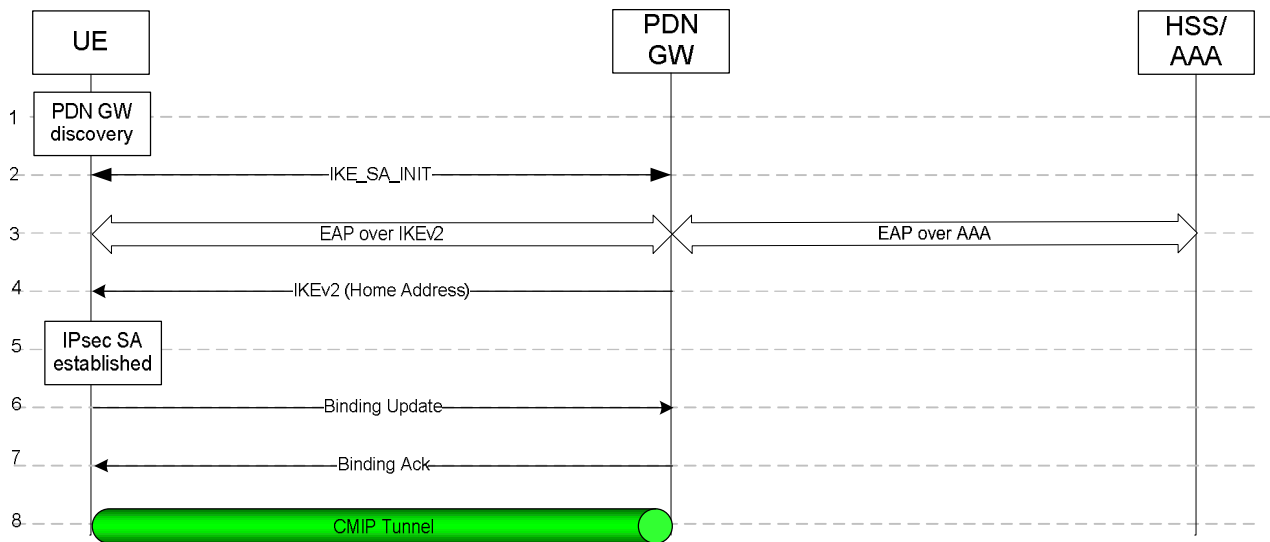 UE
PDN
GW
HSS/
AAA
1
PDN GW
discovery
2
IKE_SA_INIT
3
EAP over IKEv2
EAP over AAA
4
IKEv2 (Home Address)
5
IPsec SA
established
6
Binding Update
7
Binding Ack
8
CMIP Tunnel